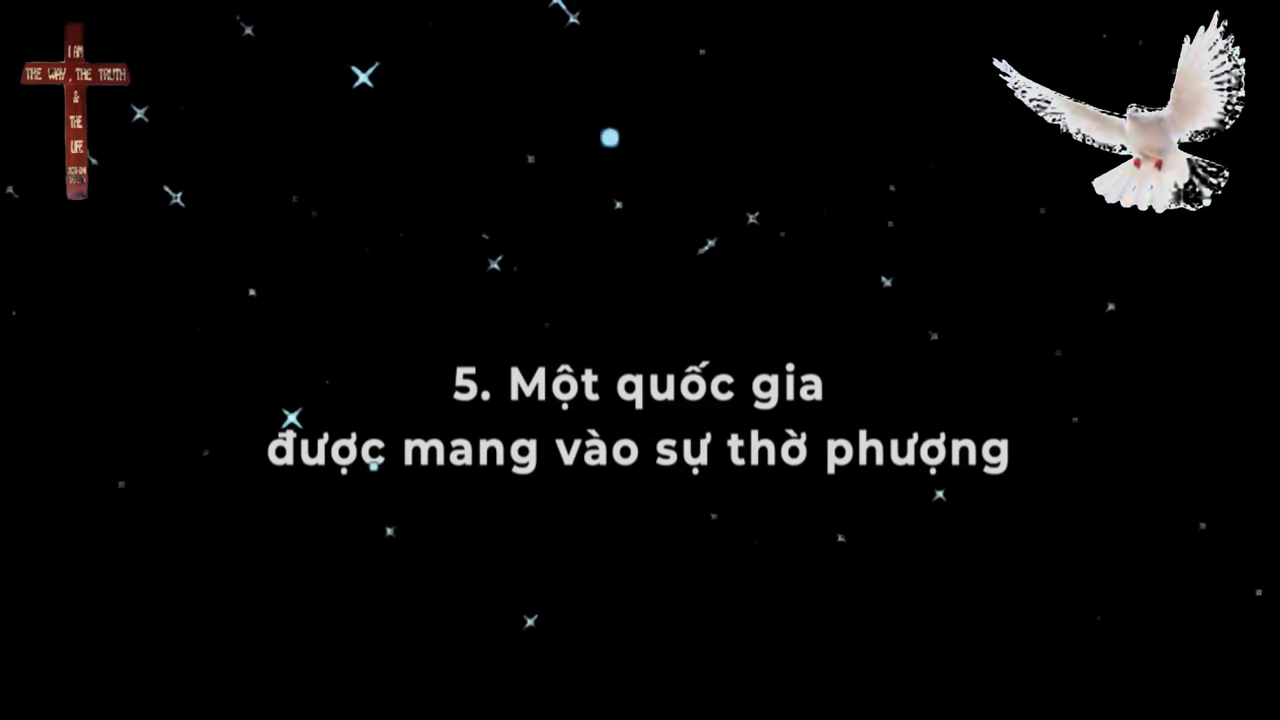 I AM
THE WAY, THE TRUTH
&
THE
LIFE
5. Một quốc gia
được mang vào sự thờ phượng